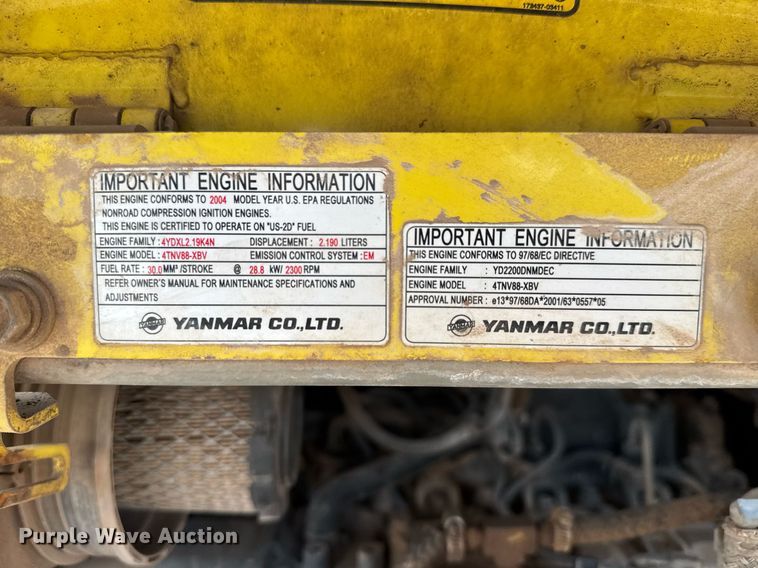 172437-03411
IMPORTANT ENGINE INFORMATION
THIS ENGINE CONFORMS TO 2004 MODEL YEAR U.S. EPA REGULATIONS
NONROAD COMPRESSION IGNITION ENGINES.
THIS ENGINE IS CERTIFIED TO OPERATE ON "US-2D" FUEL
ENGINE FAMILY : 4YDXL2.19K4N DISPLACEMENT : 2.190 LITERS
ENGINE MODEL : 4TNV88-XBV EMISSION CONTROL SYSTEM : EM
FUEL RATE : 30.0 MM³ /STROKE @ 28.8 kW/ 2300 RPM
REFER OWNER'S MANUAL FOR MAINTENANCE SPECIFICATIONS AND
ADJUSTMENTS
YANMAR YANMAR CO.,LTD.
IMPORTANT ENGINE INFORMATION
THIS ENGINE CONFORMS TO 97/68/EC DIRECTIVE
ENGINE FAMILY : YD2200DNMDEC
ENGINE MODEL : 4TNV88-XBV
APPROVAL NUMBER : e13*97/68DA*2001/63*0557*05
YANMAR YANMAR CO.,LTD.
Purple Wave Auction